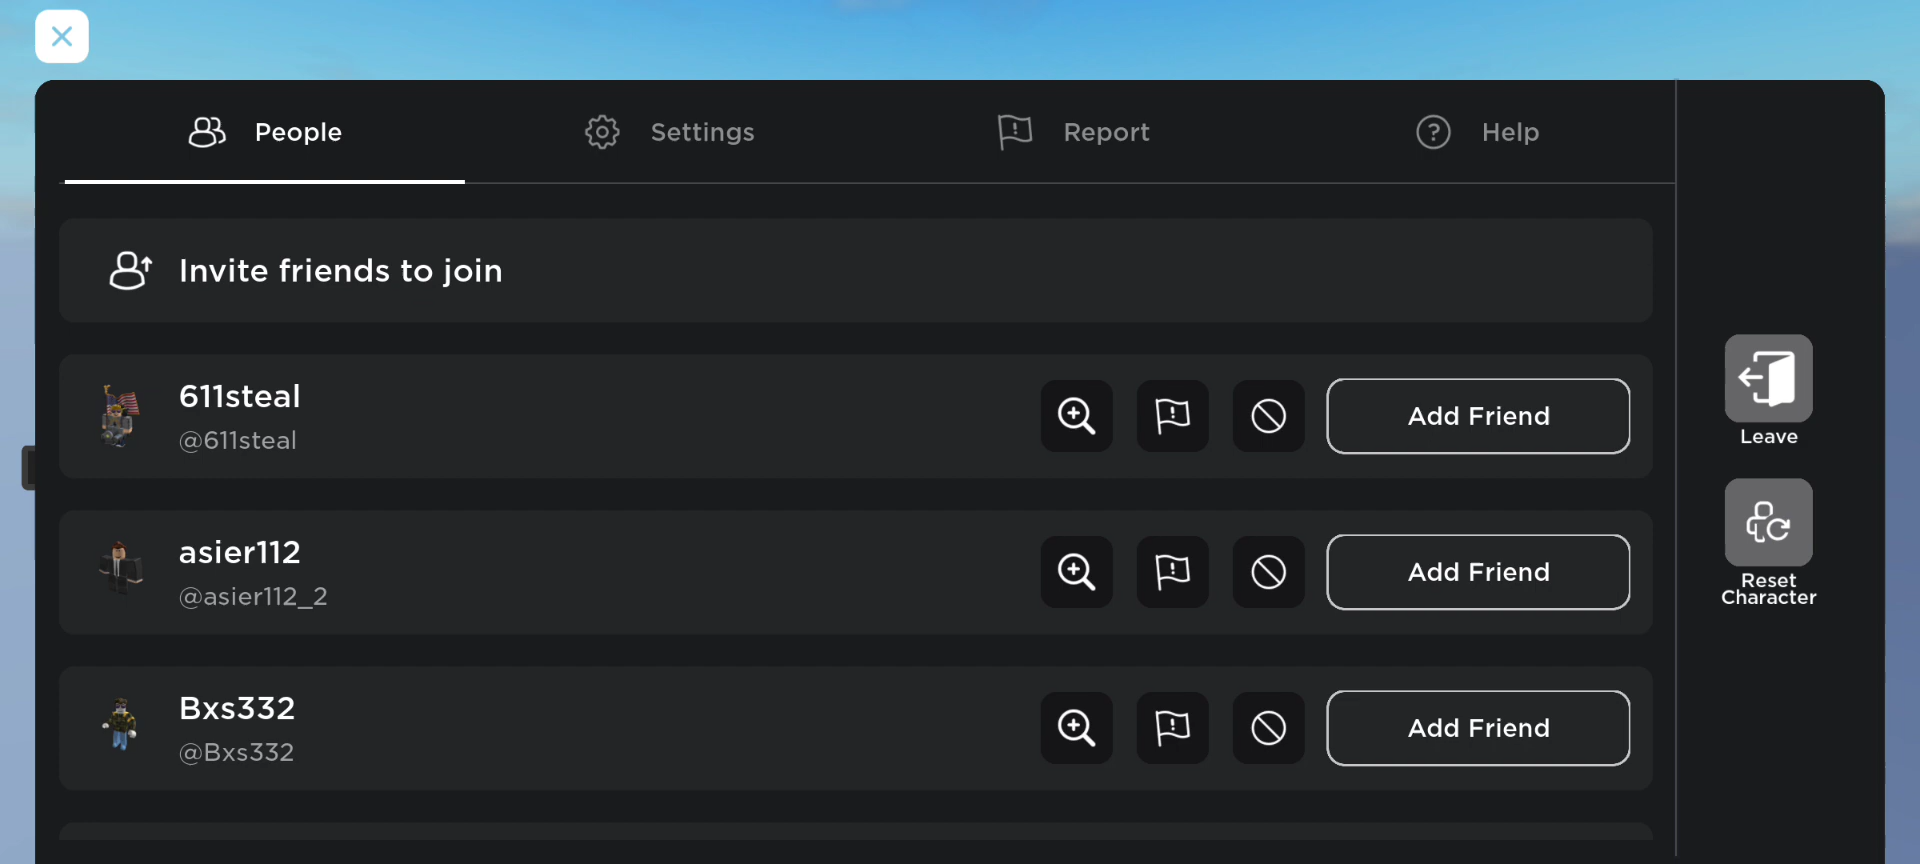 People
Settings
Report
Help
Invite friends to join
611steal
@611steal
Add Friend
asier112
@asier112_2
Add Friend
Bxs332
@Bxs332
Add Friend
Leave
Reset
Character